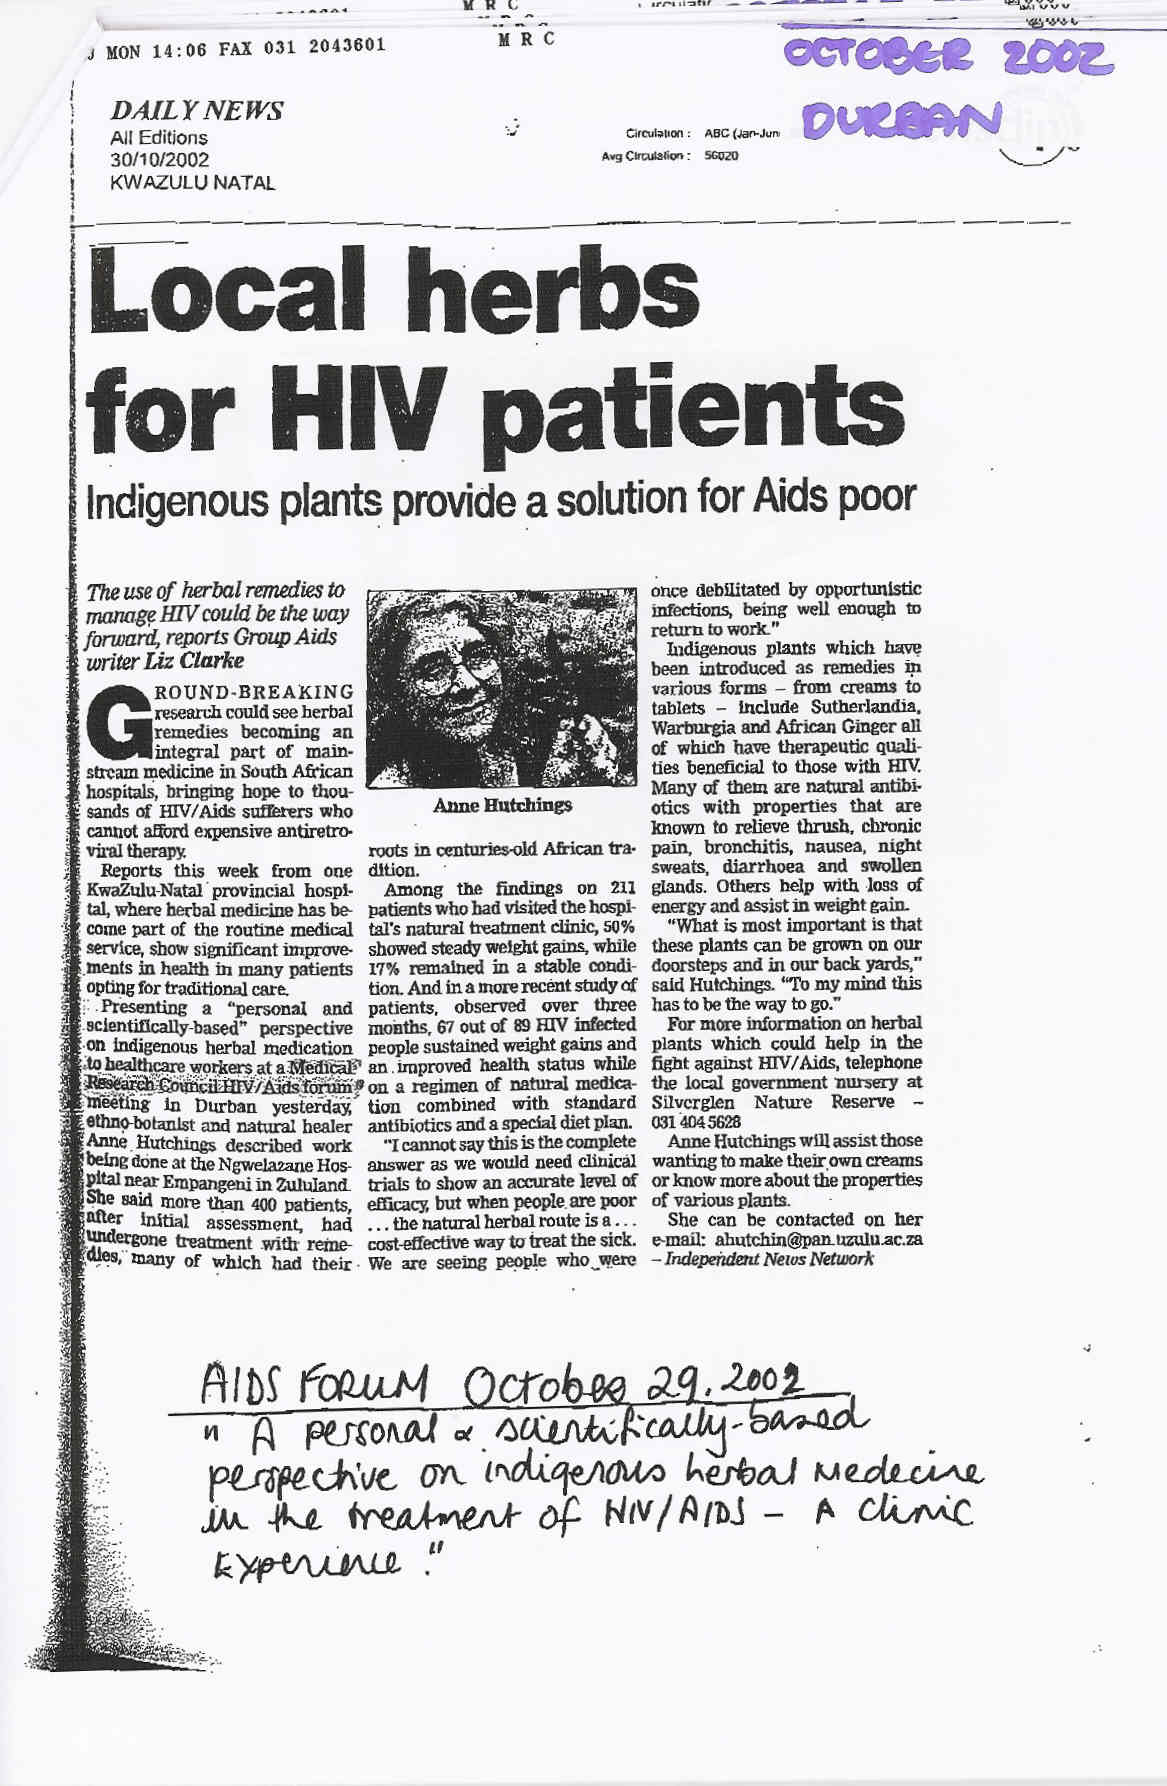 M R C
MON 14:06 FAX 031 2043601
M R C
OCTOBER 2002
DURBAN
DAILY NEWS
All Editions
30/10/2002
KWAZULU NATAL
Circulation : ABC (Jan-Jun
Avg Circulation : 56020
Local herbs
for HIV patients
Indigenous plants provide a solution for Aids poor
The use of herbal remedies to
manage HIV could be the way
forward, reports Group Aids
writer Liz Clarke
GROUND-BREAKING
research could see herbal
remedies becoming an
integral part of main-
stream medicine in South African
hospitals, bringing hope to thou-
sands of HIV/Aids sufferers who
cannot afford expensive antiretro-
viral therapy.
Reports this week from one
KwaZulu-Natal provincial hospi-
tal, where herbal medicine has be-
come part of the routine medical
service, show significant improve-
ments in health in many patients
opting for traditional care.
Presenting a "personal and
scientifically-based" perspective
on indigenous herbal medication
to healthcare workers at a Medical
Research Council HIV/Aids forum
meeting in Durban yesterday,
ethno-botanist and natural healer
Anne Hutchings described work
being done at the Ngwelazane Hos-
pital near Empangeni in Zululand.
She said more than 400 patients,
after initial assessment, had
undergone treatment with reme-
dies, many of which had their
Anne Hutchings
roots in centuries-old African tra-
dition.
Among the findings on 211
patients who had visited the hospi-
tal's natural treatment clinic, 50%
showed steady weight gains, while
17% remained in a stable condi-
tion. And in a more recent study of
patients, observed over three
months, 67 out of 89 HIV infected
people sustained weight gains and
an improved health status while
on a regimen of natural medica-
tion combined with standard
antibiotics and a special diet plan.
"I cannot say this is the complete
answer as we would need clinical
trials to show an accurate level of
efficacy, but when people are poor
... the natural herbal route is a ...
cost-effective way to treat the sick.
We are seeing people who were
once debilitated by opportunistic
infections, being well enough to
return to work."
Indigenous plants which have
been introduced as remedies in
various forms – from creams to
tablets – include Sutherlandia,
Warburgia and African Ginger all
of which have therapeutic quali-
ties beneficial to those with HIV.
Many of them are natural antibi-
otics with properties that are
known to relieve thrush, chronic
pain, bronchitis, nausea, night
sweats, diarrhoea and swollen
glands. Others help with loss of
energy and assist in weight gain.
"What is most important is that
these plants can be grown on our
doorsteps and in our back yards,"
said Hutchings. "To my mind this
has to be the way to go."
For more information on herbal
plants which could help in the
fight against HIV/Aids, telephone
the local government nursery at
Silverglen Nature Reserve –
031 404 5628
Anne Hutchings will assist those
wanting to make their own creams
or know more about the properties
of various plants.
She can be contacted on her
e-mail: ahutchin@pan.uzulu.ac.za
– Independent News Network
AIDS FORUM October 29, 2002
" A personal & scientifically-based
perspective on indigenous herbal Medecine
in the treatment of HIV/AIDS – A clinic
Experience."